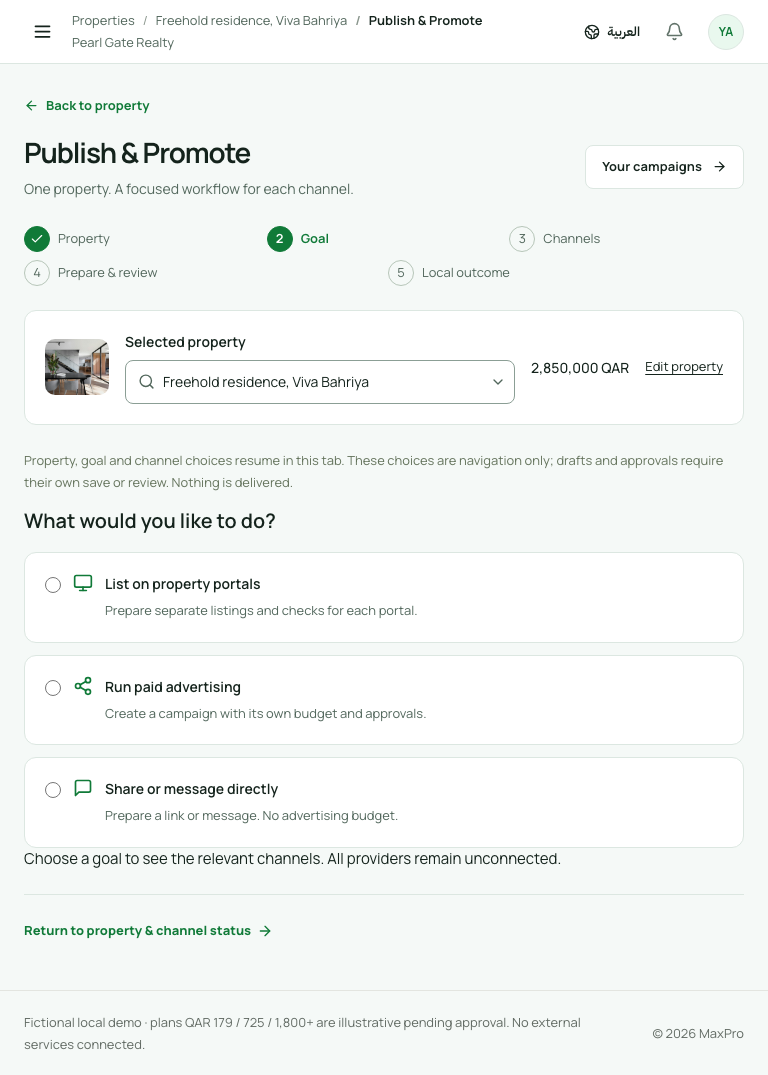 Properties / Freehold residence, Viva Bahriya / Publish & Promote
Pearl Gate Realty
العربية
YA
Back to property
Publish & Promote
One property. A focused workflow for each channel.
Your campaigns
Property
2 Goal
3 Channels
4 Prepare & review
5 Local outcome
Selected property
Freehold residence, Viva Bahriya
2,850,000 QAR
Edit property
Property, goal and channel choices resume in this tab. These choices are navigation only; drafts and approvals require
their own save or review. Nothing is delivered.
What would you like to do?
List on property portals
Prepare separate listings and checks for each portal.
Run paid advertising
Create a campaign with its own budget and approvals.
Share or message directly
Prepare a link or message. No advertising budget.
Choose a goal to see the relevant channels. All providers remain unconnected.
Return to property & channel status
Fictional local demo · plans QAR 179 / 725 / 1,800+ are illustrative pending approval. No external
services connected.
© 2026 MaxPro